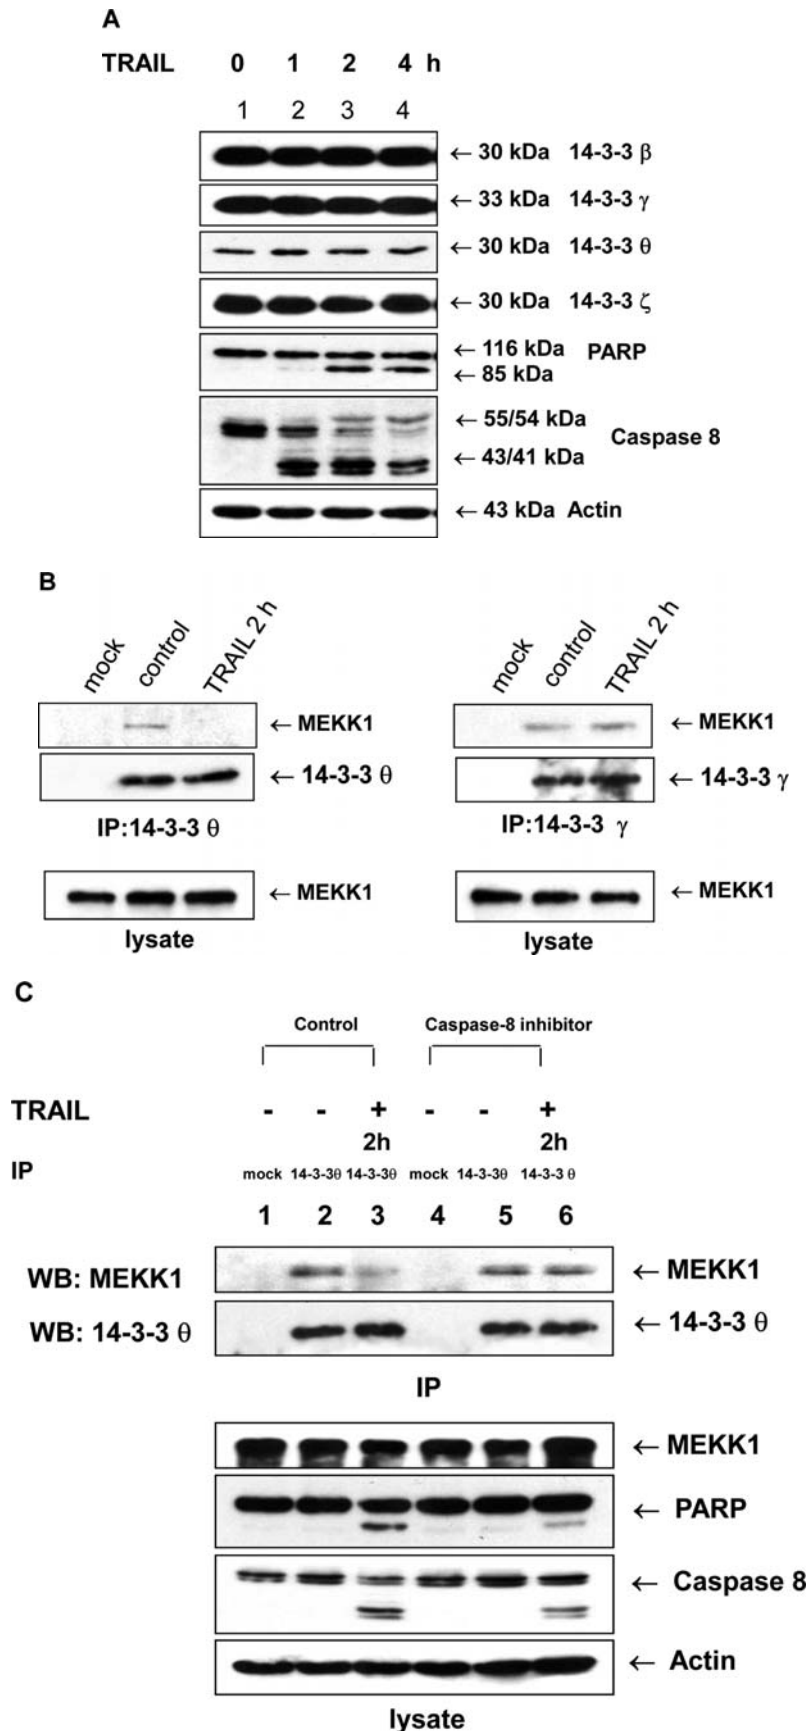 A
TRAIL 0 1 2 4 h
1 2 3 4
← 30 kDa 14-3-3 β
← 33 kDa 14-3-3 γ
← 30 kDa 14-3-3 θ
← 30 kDa 14-3-3 ζ
← 116 kDa PARP
← 85 kDa
← 55/54 kDa
Caspase 8
← 43/41 kDa
← 43 kDa Actin
B
mock control TRAIL 2 h mock control TRAIL 2 h
← MEKK1 ← MEKK1
← 14-3-3 θ ← 14-3-3 γ
IP:14-3-3 θ IP:14-3-3 γ
← MEKK1 ← MEKK1
lysate lysate
C
Control Caspase-8 inhibitor
TRAIL - - + - - +
2h 2h
IP mock 14-3-3θ 14-3-3θ mock 14-3-3θ 14-3-3 θ
1 2 3 4 5 6
WB: MEKK1 ← MEKK1
WB: 14-3-3 θ ← 14-3-3 θ
IP
← MEKK1
← PARP
← Caspase 8
← Actin
lysate